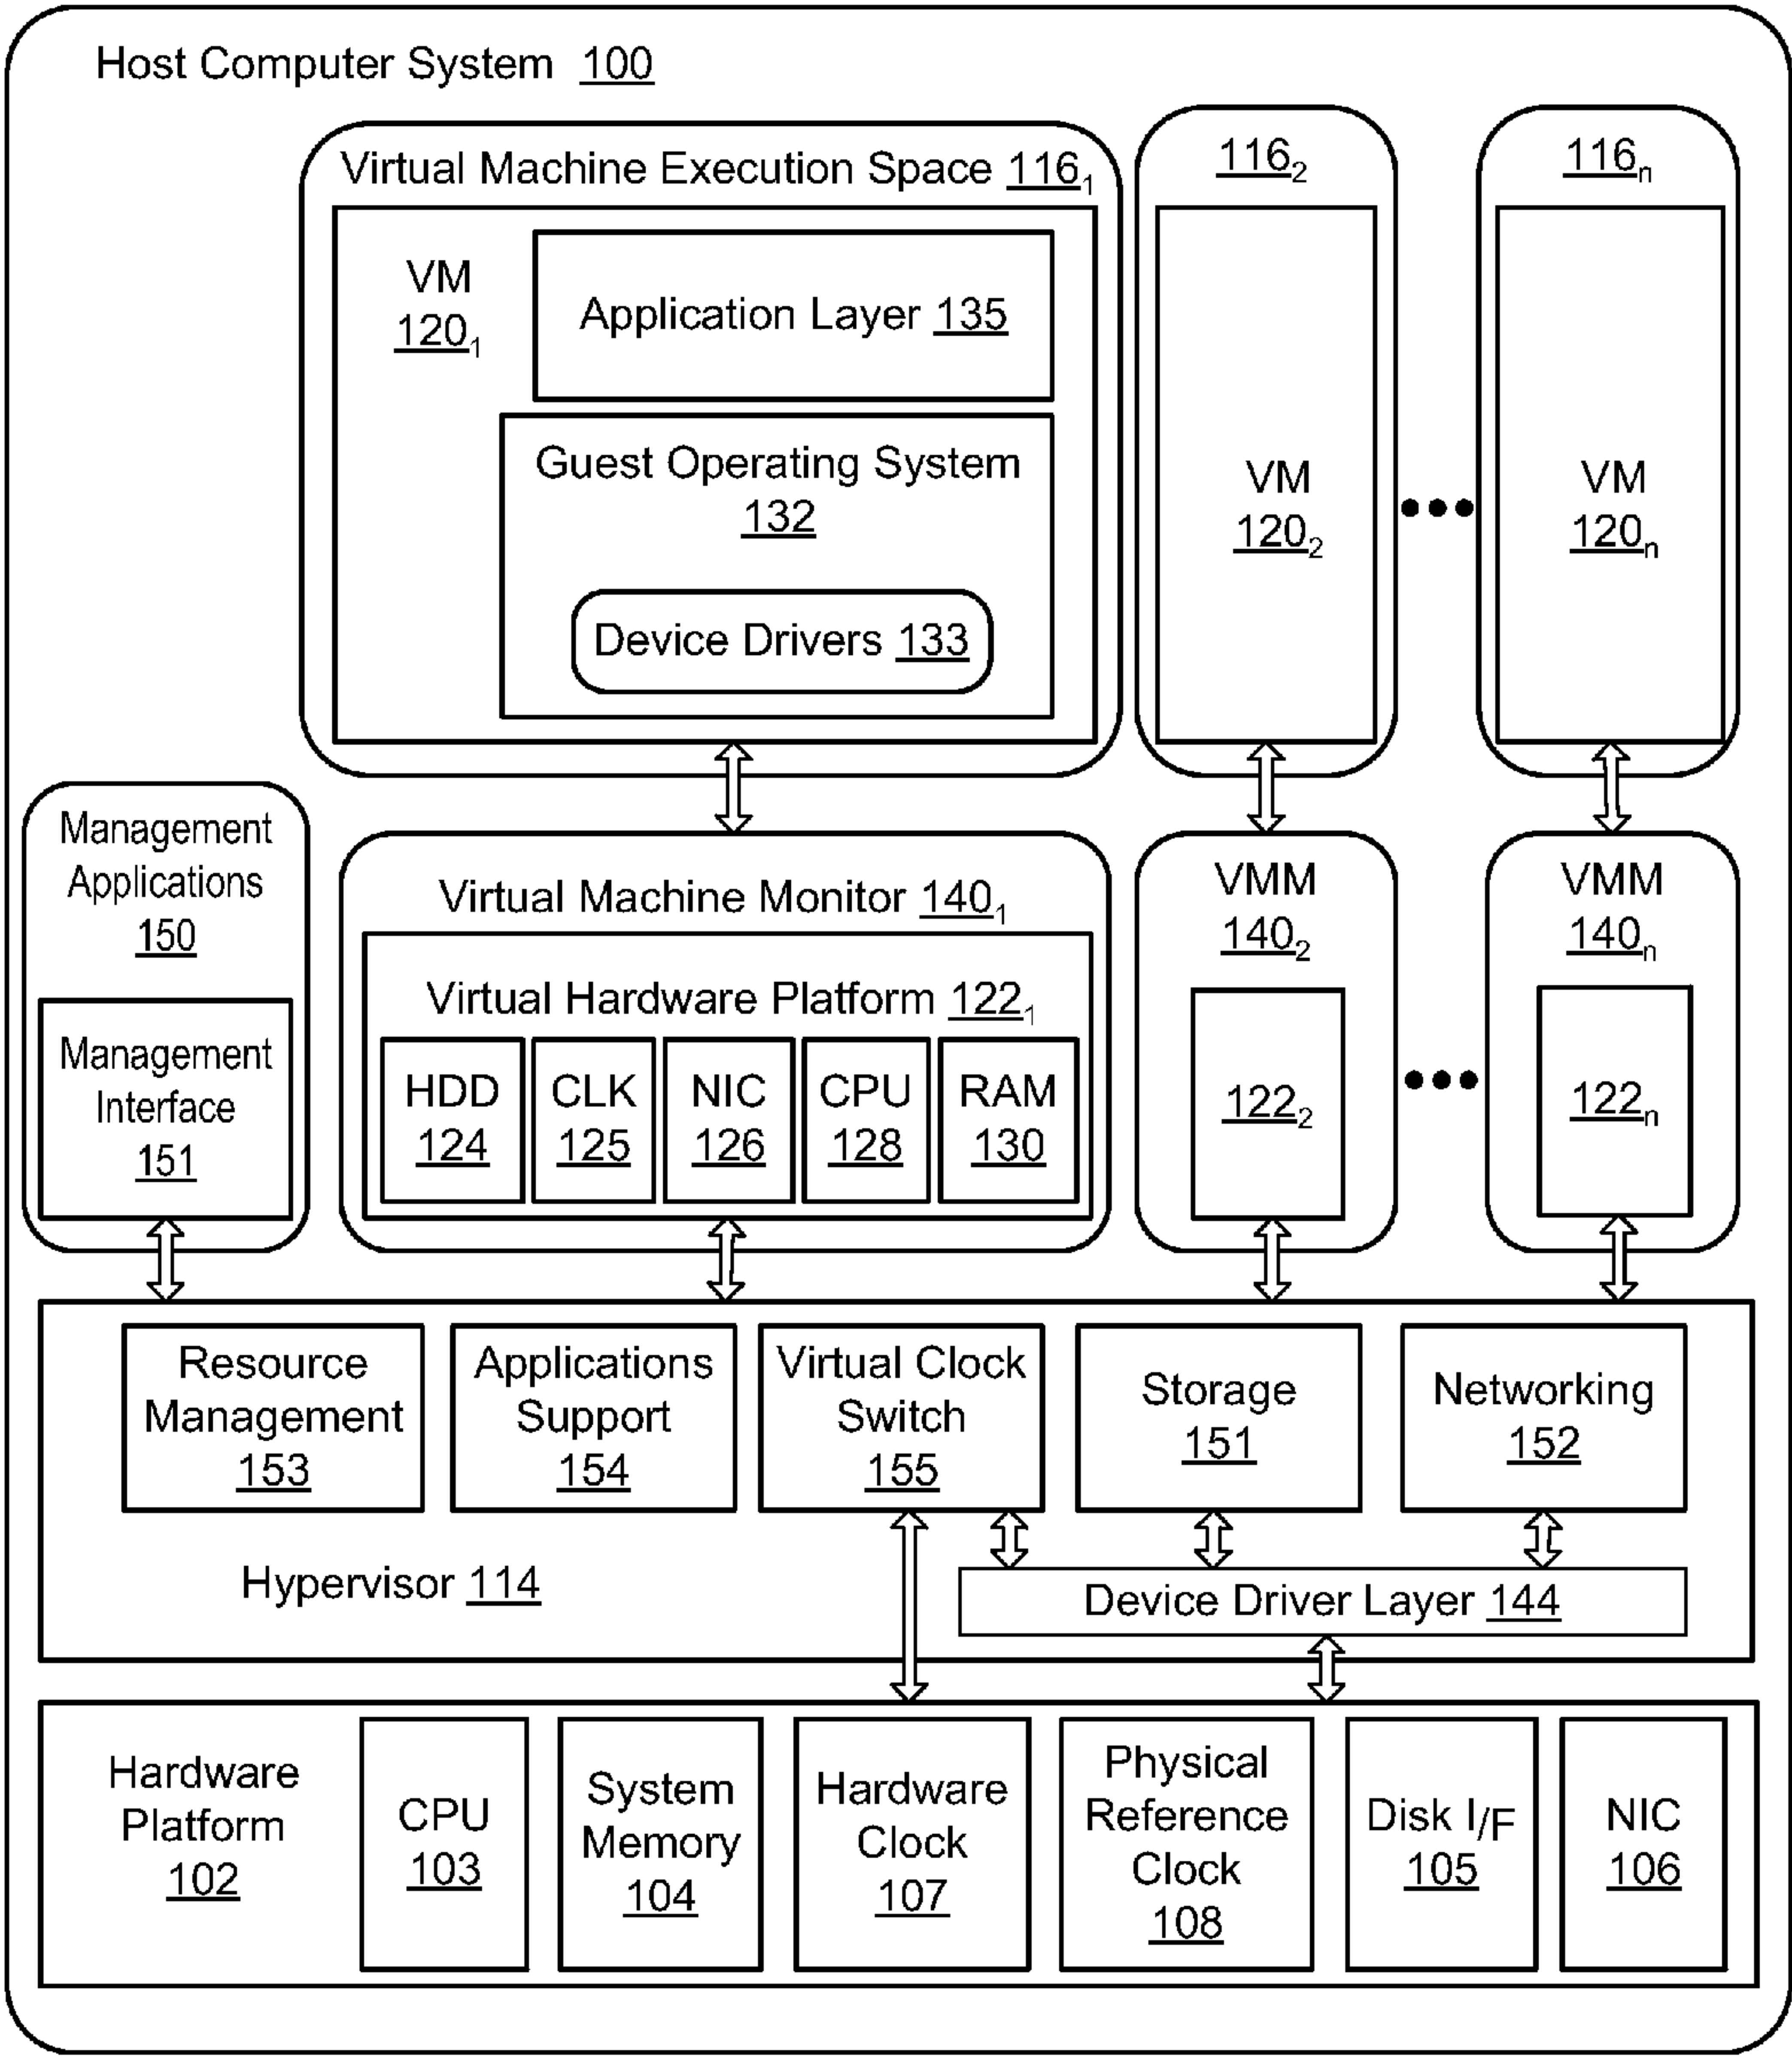 Host Computer System 100
Virtual Machine Execution Space 116₁
116₂
116ₙ
VM
120₁
Application Layer 135
Guest Operating System
132
Device Drivers 133
VM
120₂
VM
120ₙ
Management
Applications
150
Management
Interface
151
Virtual Machine Monitor 140₁
Virtual Hardware Platform 122₁
HDD
124
CLK
125
NIC
126
CPU
128
RAM
130
VMM
140₂
122₂
VMM
140ₙ
122ₙ
Resource
Management
153
Applications
Support
154
Virtual Clock
Switch
155
Storage
151
Networking
152
Hypervisor 114
Device Driver Layer 144
Hardware
Platform
102
CPU
103
System
Memory
104
Hardware
Clock
107
Physical
Reference
Clock
108
Disk I/F
105
NIC
106